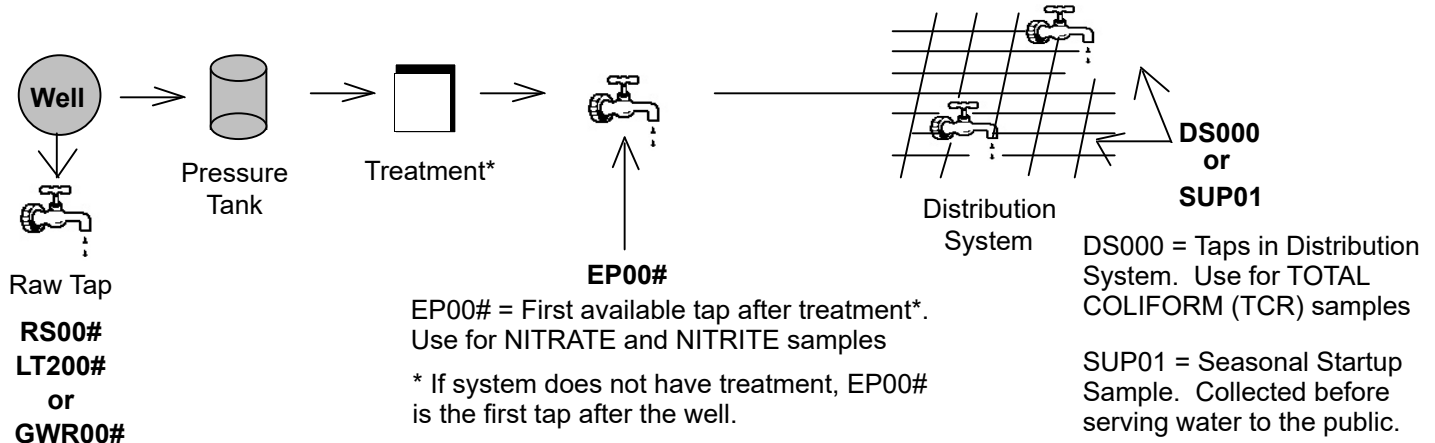 Well
Pressure
Tank
Treatment*
Raw Tap
RS00#
LT200#
or
GWR00#
EP00#
EP00# = First available tap after treatment*.
Use for NITRATE and NITRITE samples
* If system does not have treatment, EP00#
is the first tap after the well.
Distribution
System
DS000
or
SUP01
DS000 = Taps in Distribution
System. Use for TOTAL
COLIFORM (TCR) samples
SUP01 = Seasonal Startup
Sample. Collected before
serving water to the public.